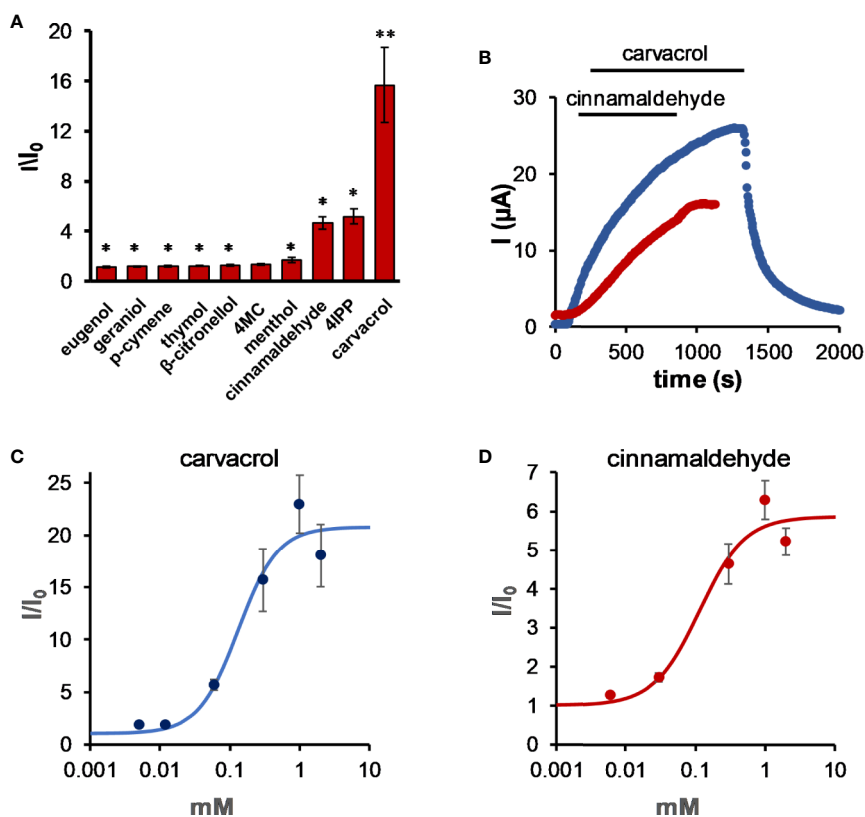 A
20
16
12
8
4
0
I\I0
*
*
*
*
*
*
*
*
**
eugenol
geraniol
p-cymene
thymol
β-citronellol
4MC
menthol
cinnamaldehyde
4IPP
carvacrol
B
carvacrol
cinnamaldehyde
30
20
10
0
I (µA)
0 500 1000 1500 2000
time (s)
C
carvacrol
25
20
15
10
5
0
I/I0
0.001 0.01 0.1 1 10
mM
D
cinnamaldehyde
7
6
5
4
3
2
1
0
I/I0
0.001 0.01 0.1 1 10
mM